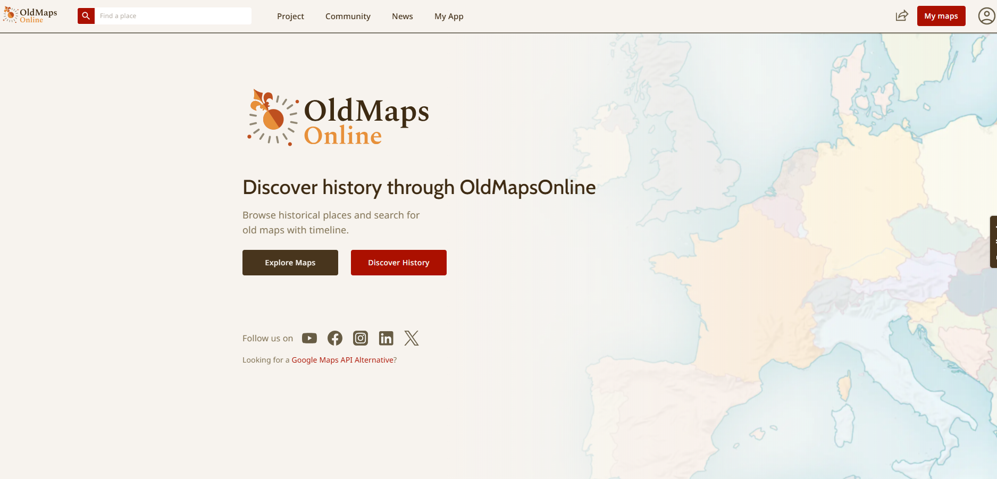 OldMaps
Online
Find a place
Project
Community
News
My App
My maps
OldMaps
Online
Discover history through OldMapsOnline
Browse historical places and search for
old maps with timeline.
Explore Maps
Discover History
Follow us on
Looking for a Google Maps API Alternative?